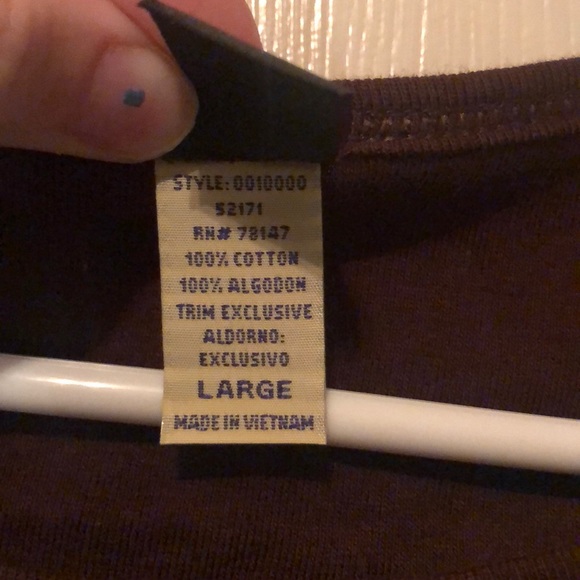 STYLE: 0010000
52171
RN# 78147
100% COTTON
100% ALGODON
TRIM EXCLUSIVE
ALDORNO:
EXCLUSIVO
LARGE
MADE IN VIETNAM